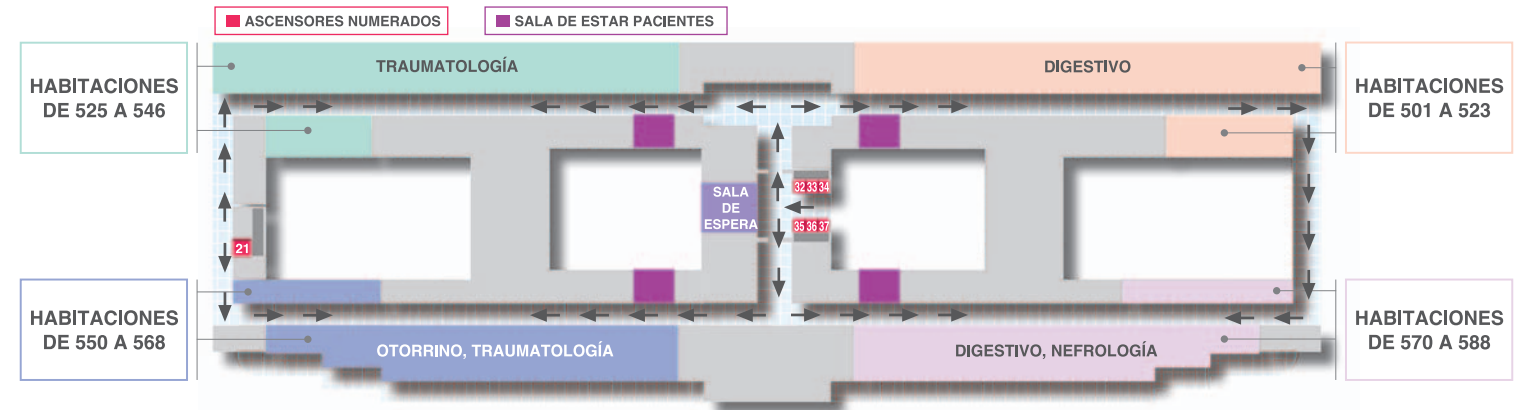 ASCENSORES NUMERADOS
SALA DE ESTAR PACIENTES
HABITACIONES
DE 525 A 546
TRAUMATOLOGÍA
DIGESTIVO
HABITACIONES
DE 501 A 523
SALA
DE
ESPERA
32 33 34
35 36 37
21
HABITACIONES
DE 550 A 568
OTORRINO, TRAUMATOLOGÍA
DIGESTIVO, NEFROLOGÍA
HABITACIONES
DE 570 A 588